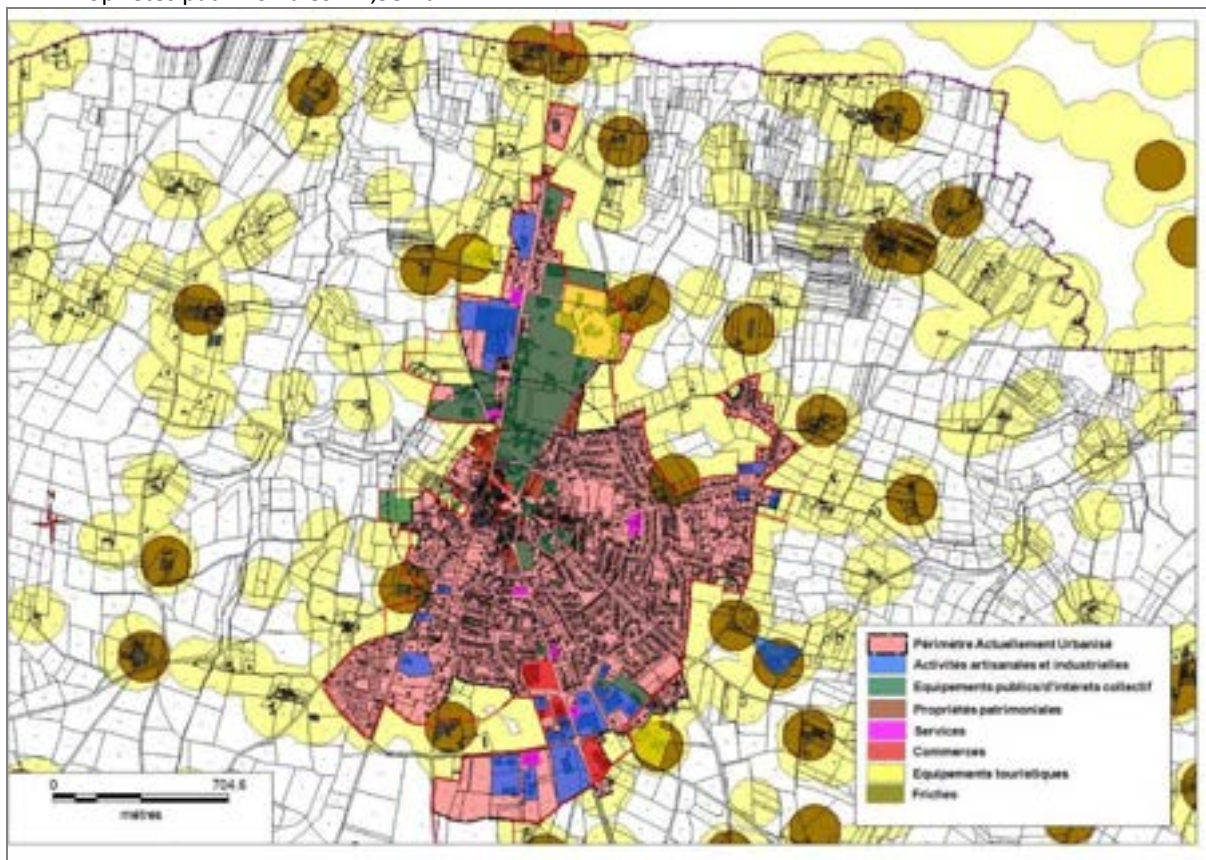 Périmètre Actuellement Urbanisé
Activités artisanales et industrielles
Equipements publics/d'intérets collectif
Propriétés patrimoniales
Services
Commerces
Equipements touristiques
Friches
0 704.6
mètres